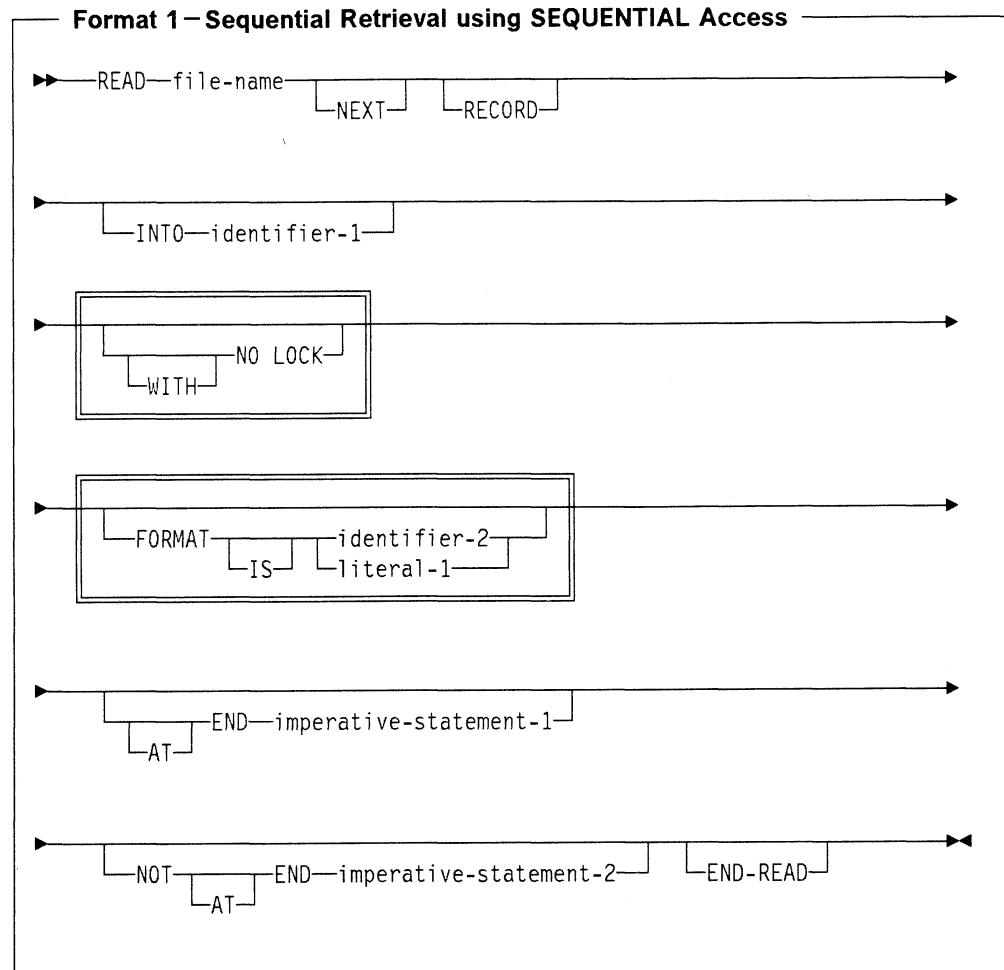 Format 1—Sequential Retrieval using SEQUENTIAL Access
READ file-name
NEXT RECORD
INTO identifier-1
NO LOCK
WITH
FORMAT identifier-2
IS literal-1
END imperative-statement-1
AT
NOT END imperative-statement-2 END-READ
AT